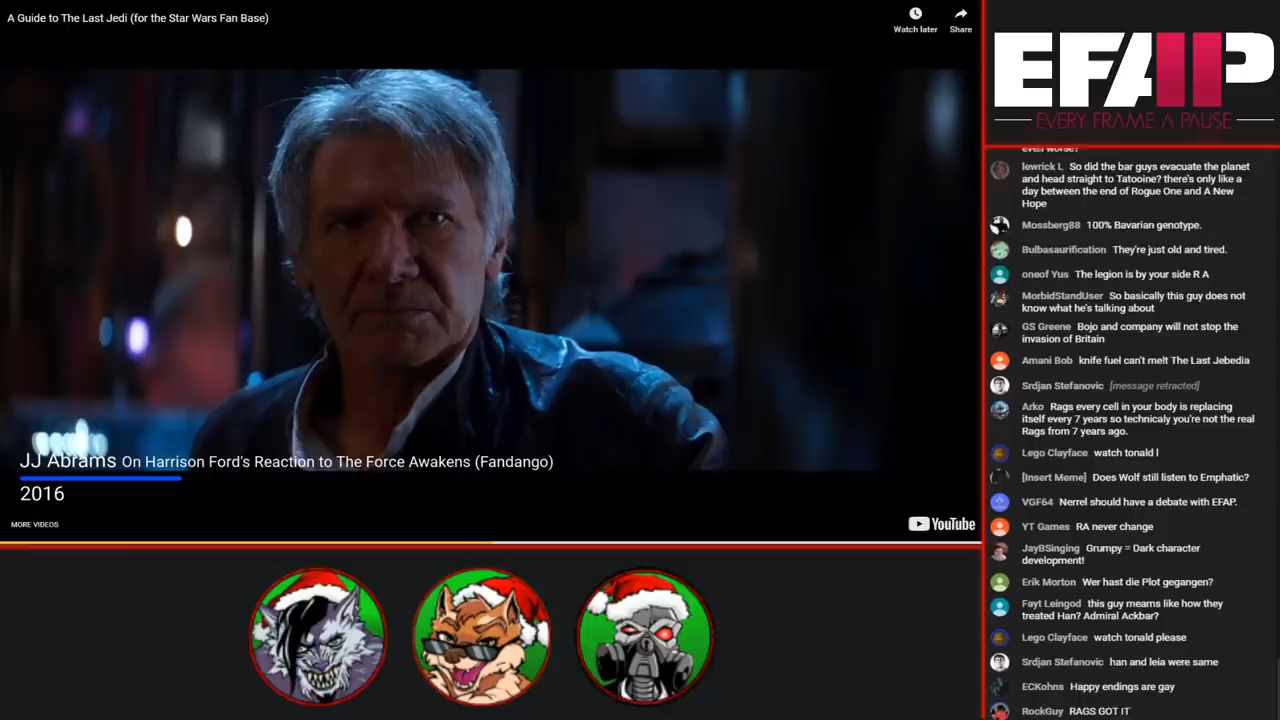 A Guide to The Last Jedi (for the Star Wars Fan Base)
Watch later
Share
JJ Abrams On Harrison Ford's Reaction to The Force Awakens (Fandango)
2016
MORE VIDEOS
YouTube
EFAP
EVERY FRAME A PAUSE
even worse?
lewrick L So did the bar guys evacuate the
planet and head straight to Tatooine? there's only like a
day between the end of Rogue One and A New
Hope
Mossberg88 100% Bavarian genotype.
Bulbasaurification They're just old and tired.
oneof Yus The legion is by your side R A
MorbidStandUser So basically this guy does not
know what he's talking about
GS Greene Bojo and company will not stop the
invasion of Britain
Amani Bob knife fuel can't melt The Last Jebedia
Srdjan Stefanovic [message retracted]
Arko Rags every cell in your body is replacing
itself every 7 years so technicaly you're not the real
Rags from 7 years ago.
Lego Clayface watch tonald l
[Insert Meme] Does Wolf still listen to Emphatic?
VGF64 Nerrel should have a debate with EFAP.
YT Games RA never change
JayBSinging Grumpy = Dark character
development!
Erik Morton Wer hast die Plot gegangen?
Fayt Leingod this guy meams like how they
treated Han? Admiral Ackbar?
Lego Clayface watch tonald please
Srdjan Stefanovic han and leia were same
ECKohns Happy endings are gay
RockGuy RAGS GOT IT